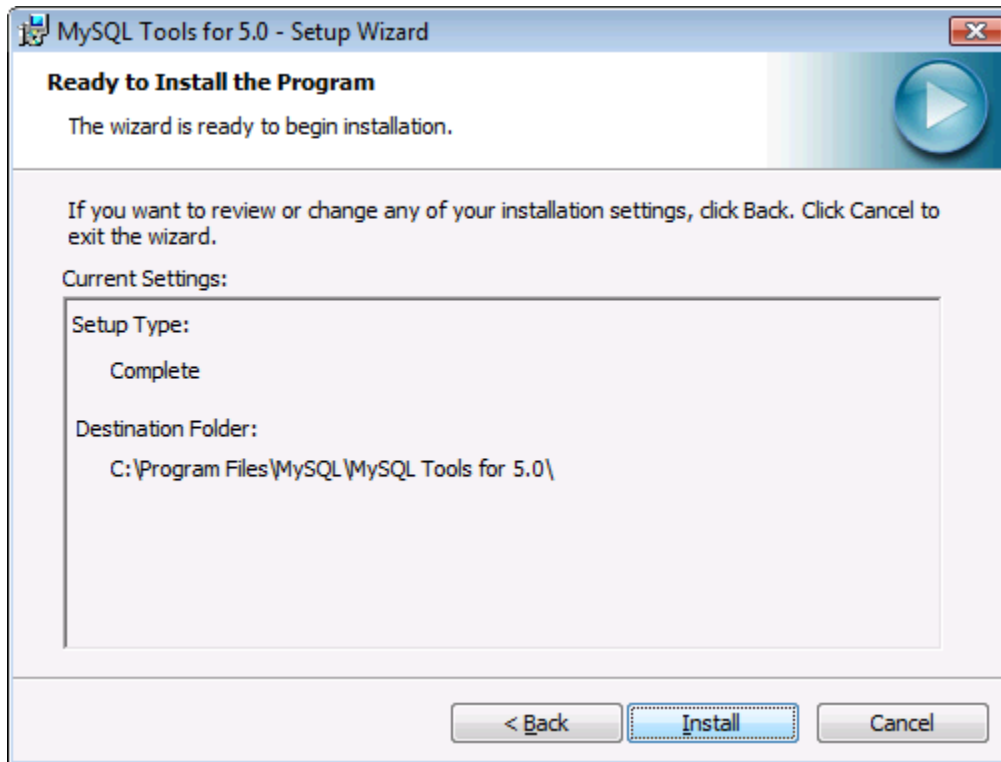 MySQL Tools for 5.0 - Setup Wizard
Ready to Install the Program
The wizard is ready to begin installation.
If you want to review or change any of your installation settings, click Back. Click Cancel to
exit the wizard.
Current Settings:
Setup Type:
Complete
Destination Folder:
C:\Program Files\MySQL\MySQL Tools for 5.0\
< Back
Install
Cancel